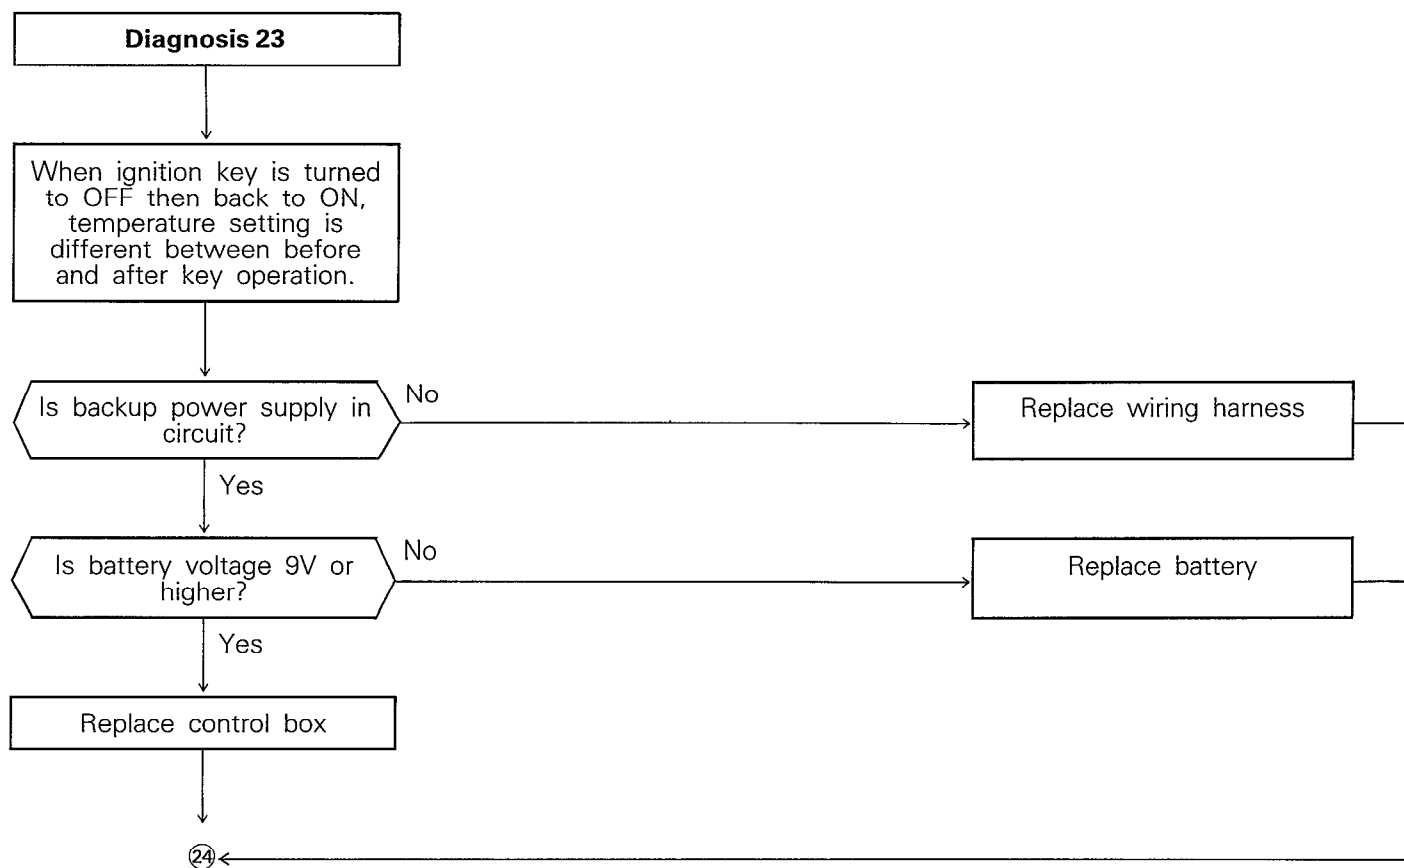 Diagnosis 23
When ignition key is turned
to OFF then back to ON,
temperature setting is
different between before
and after key operation.
Is backup power supply in
circuit?
No
Replace wiring harness
Yes
Is battery voltage 9V or
higher?
No
Replace battery
Yes
Replace control box
24